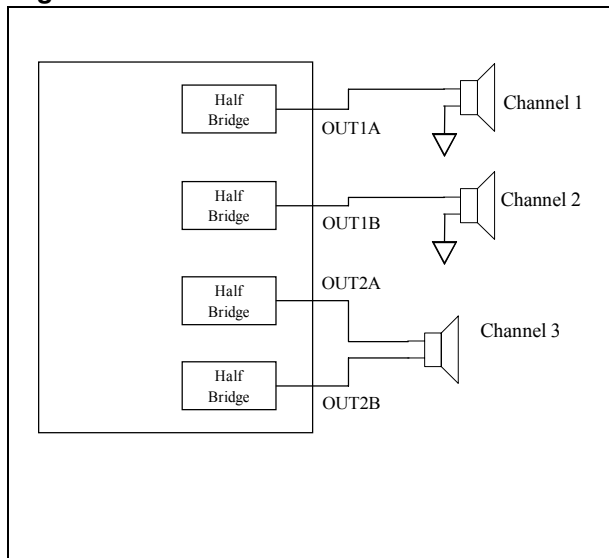 Half
Bridge
OUT1A
Channel 1
Half
Bridge
OUT1B
Channel 2
Half
Bridge
OUT2A
Channel 3
Half
Bridge
OUT2B